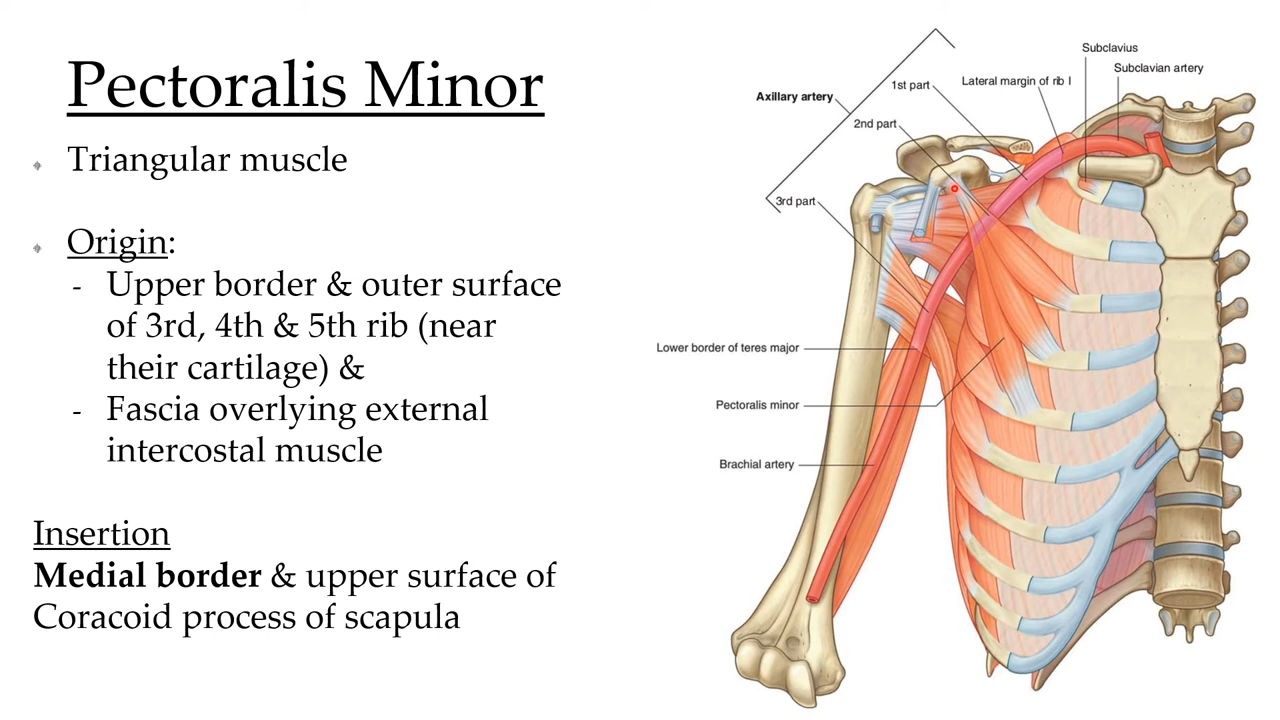 Pectoralis Minor
Triangular muscle
Origin:
- Upper border & outer surface
of 3rd, 4th & 5th rib (near
their cartilage) &
- Fascia overlying external
intercostal muscle
Insertion
Medial border & upper surface of
Coracoid process of scapula
Subclavius
Subclavian artery
Lateral margin of rib I
1st part
Axillary artery
2nd part
3rd part
Lower border of teres major
Pectoralis minor
Brachial artery